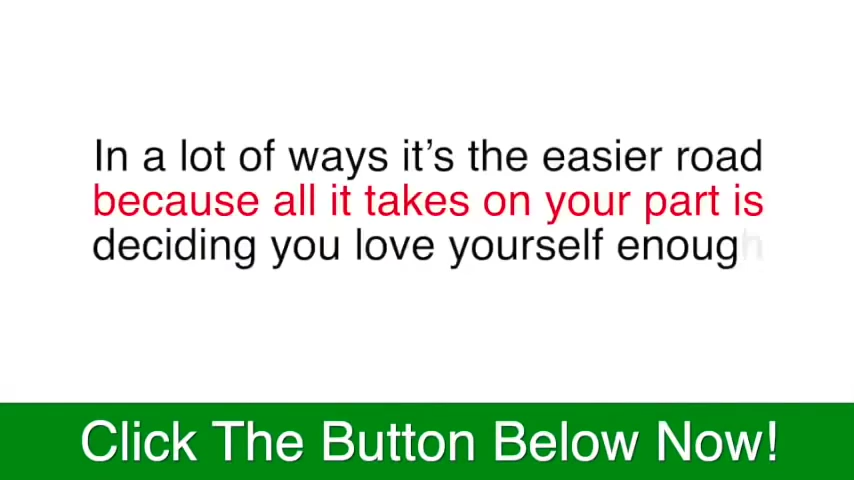 In a lot of ways it’s the easier road
because all it takes on your part is
deciding you love yourself enough
Click The Button Below Now!